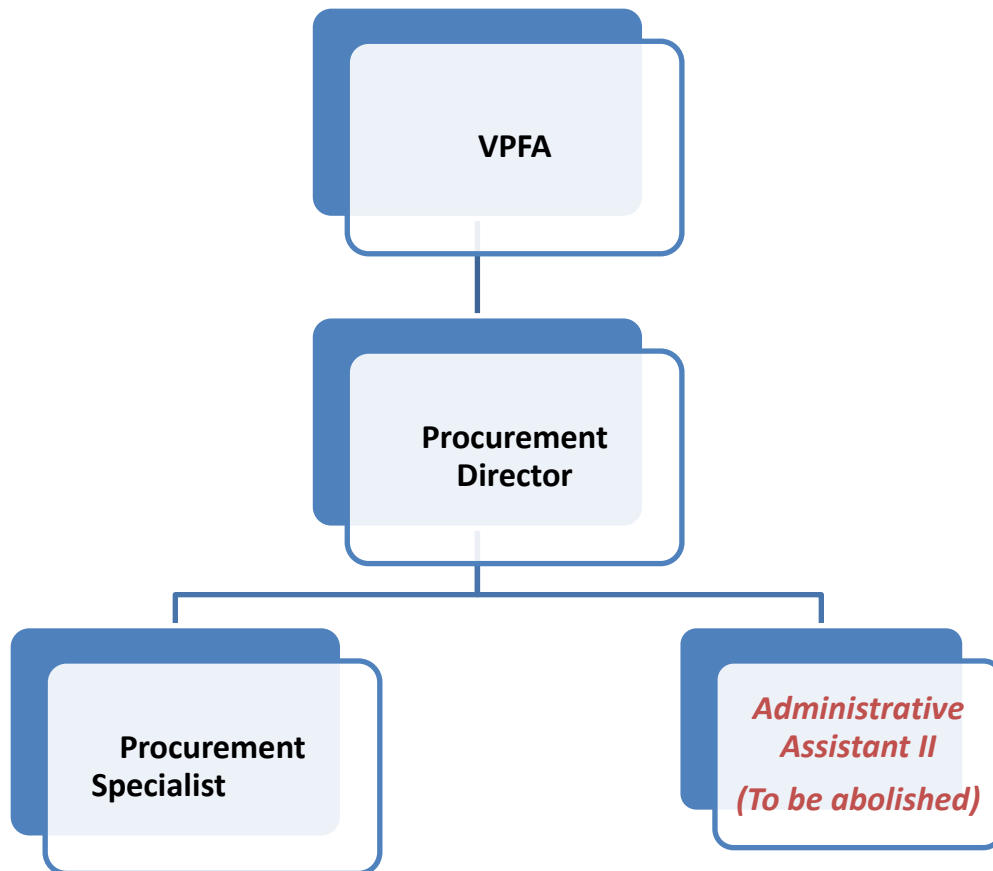 VPFA
Procurement
Director
Procurement
Specialist
Administrative
Assistant II
(To be abolished)